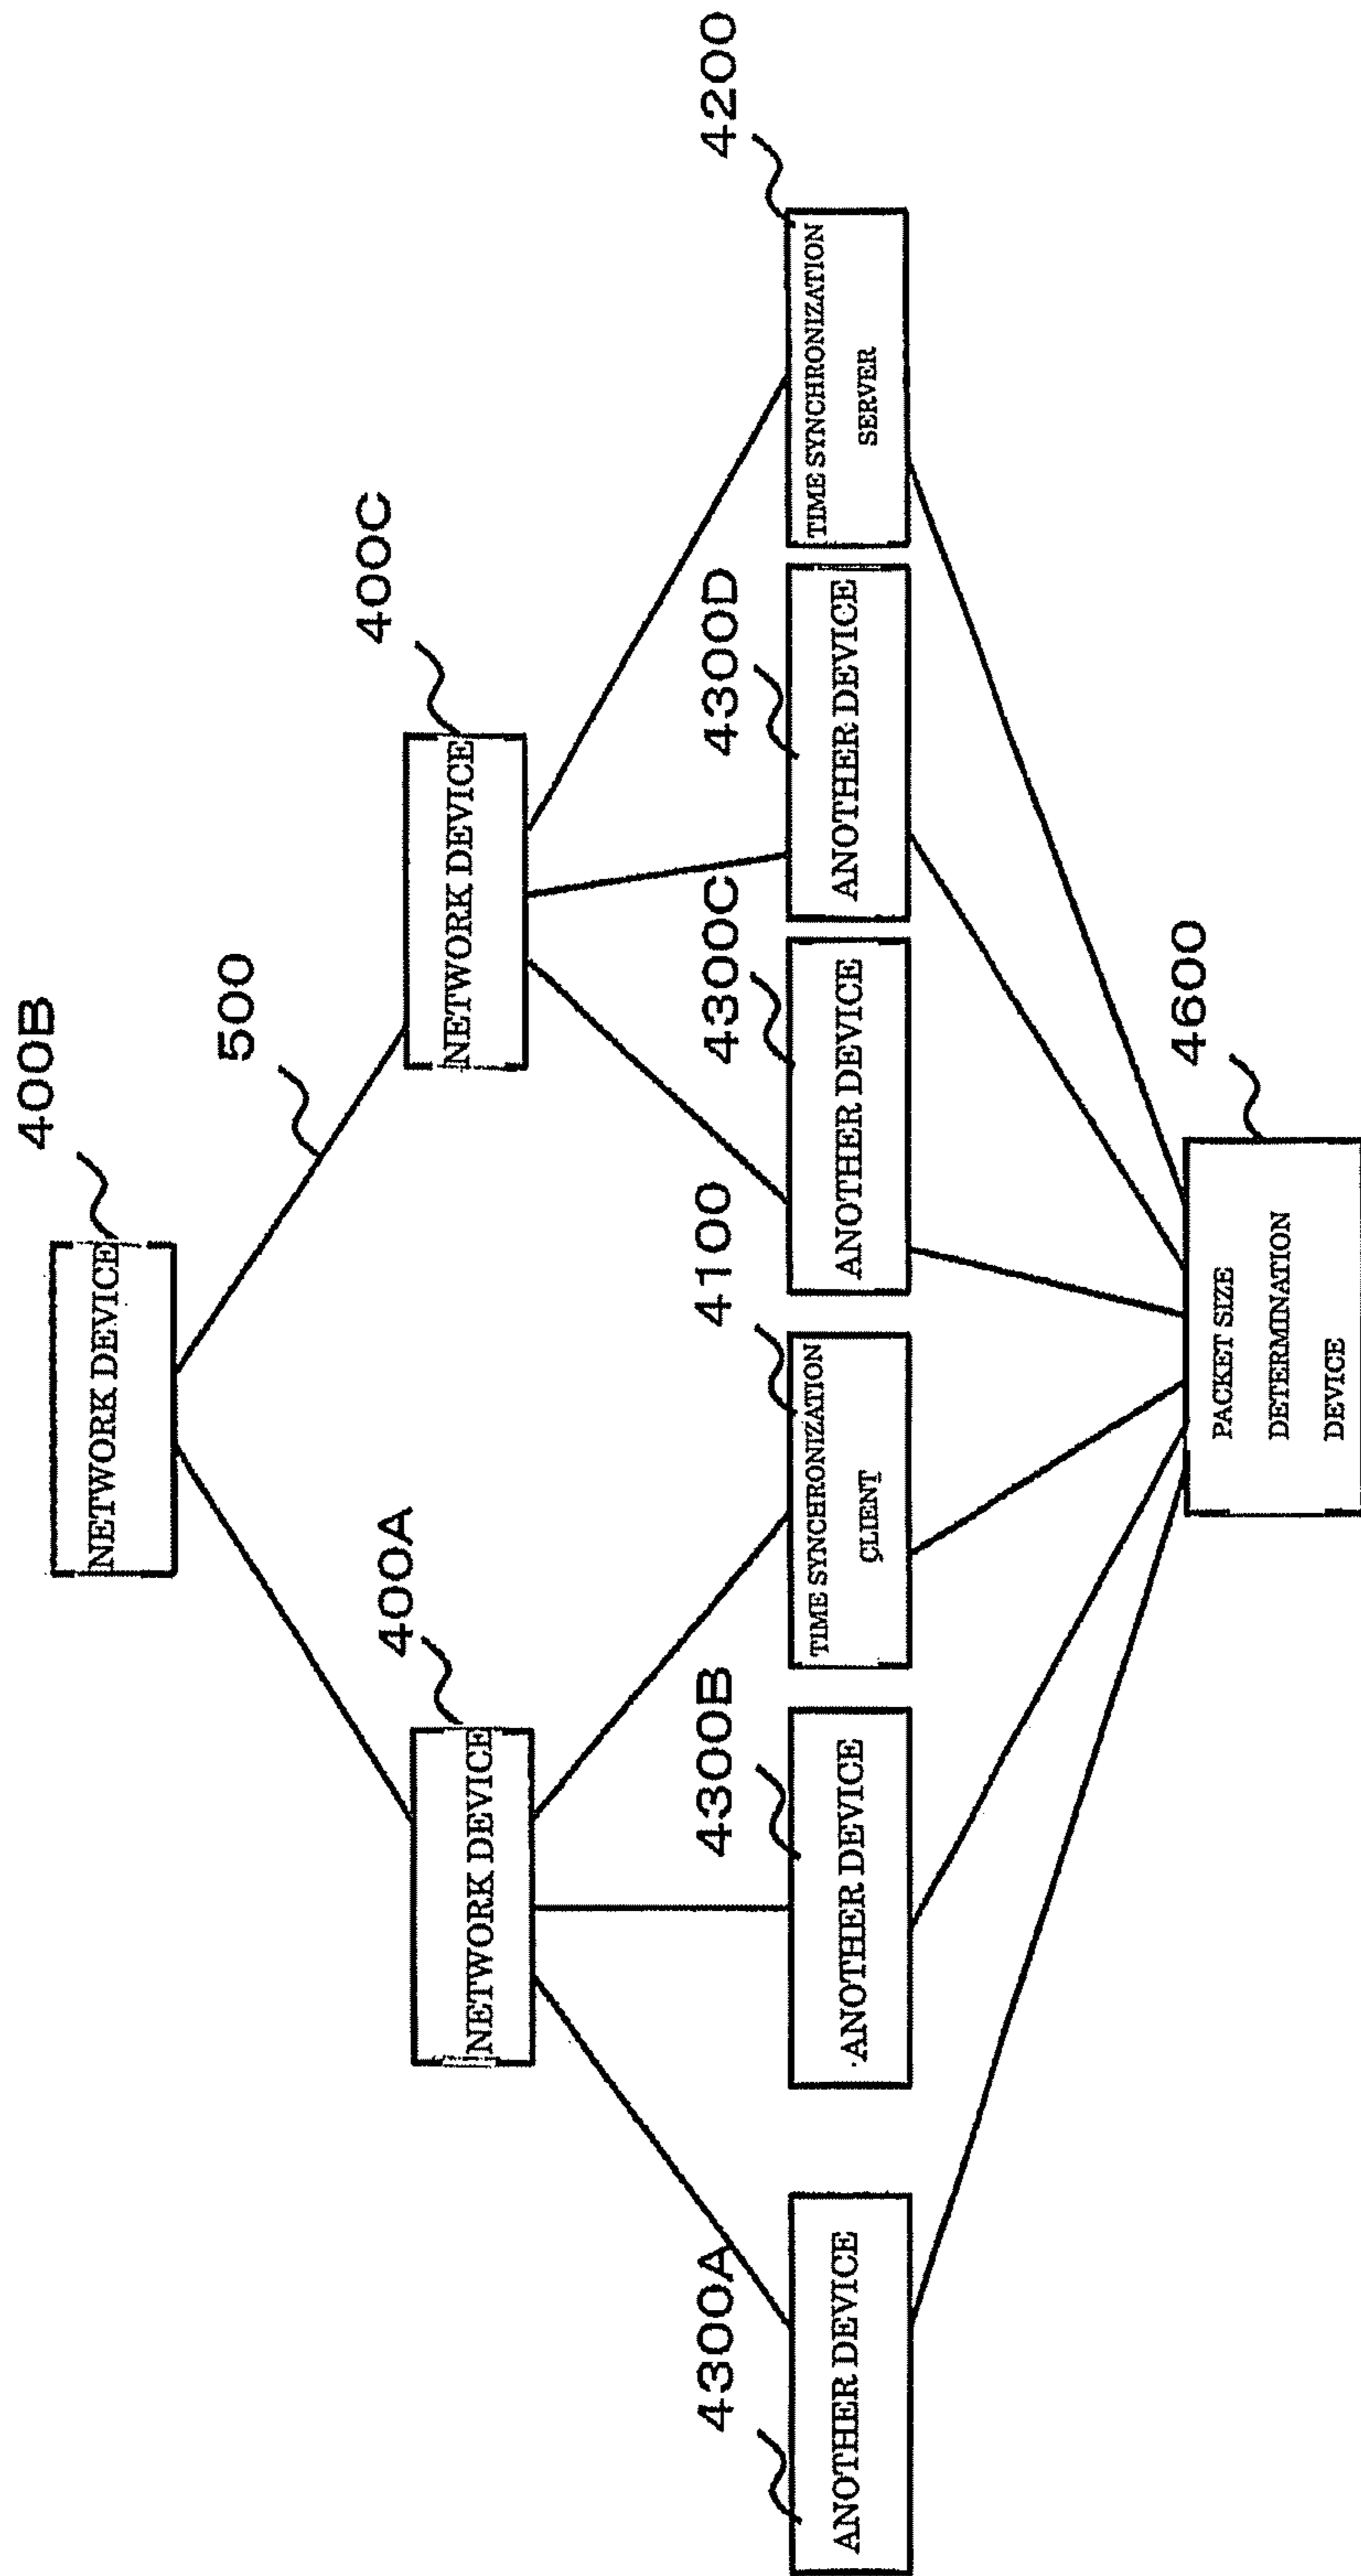 400B
NETWORK DEVICE
500
400A
NETWORK DEVICE
400C
NETWORK DEVICE
4300A
ANOTHER DEVICE
4300B
ANOTHER DEVICE
4100
TIME SYNCHRONIZATION
CLIENT
4300C
ANOTHER DEVICE
4300D
ANOTHER DEVICE
4200
TIME SYNCHRONIZATION
SERVER
4600
PACKET SIZE
DETERMINATION
DEVICE